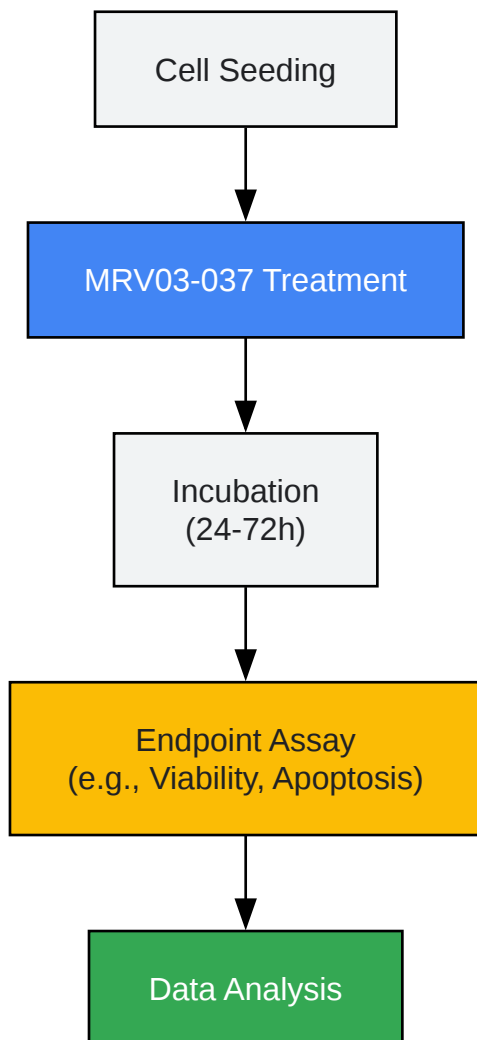 Cell Seeding
MRV03-037 Treatment
Incubation
(24-72h)
Endpoint Assay
(e.g., Viability, Apoptosis)
Data Analysis